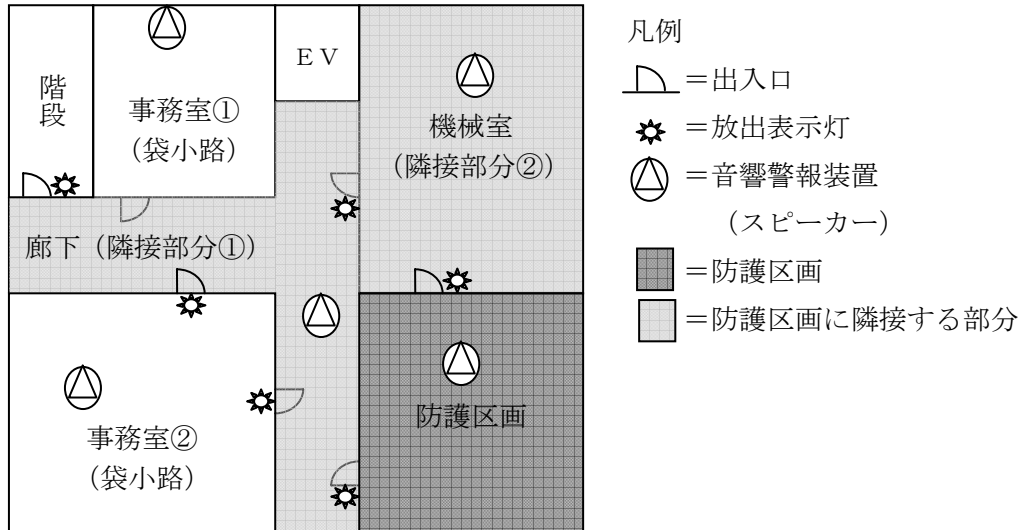 階段
事務室①
（袋小路）
ＥＶ
機械室
（隣接部分②）
廊下（隣接部分①）
事務室②
（袋小路）
防護区画
凡例
＝出入口
＝放出表示灯
＝音響警報装置
（スピーカー）
＝防護区画
＝防護区画に隣接する部分